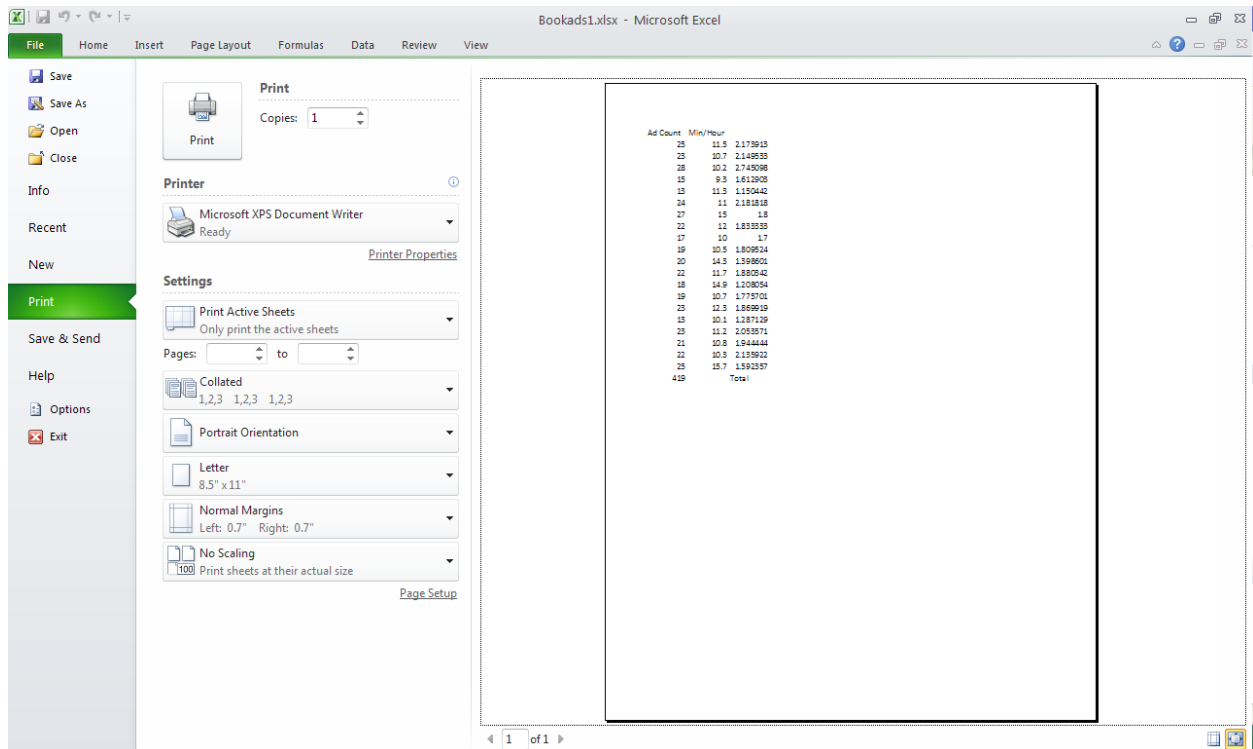 Bookads1.xlsx - Microsoft Excel
File Home Insert Page Layout Formulas Data Review View
Save
Save As
Open
Close
Info
Recent
New
Print
Save & Send
Help
Options
Exit
Print
Print
Copies: 1
Printer
Microsoft XPS Document Writer
Ready
Printer Properties
Settings
Print Active Sheets
Only print the active sheets
Pages: to
Collated
1,2,3 1,2,3 1,2,3
Portrait Orientation
Letter
8.5" x 11"
Normal Margins
Left: 0.7" Right: 0.7"
No Scaling
100
Print sheets at their actual size
Page Setup
Ad Count Min/Hour
25 11.5 2.173913
23 10.7 2.149533
28 10.2 2.745098
15 9.3 1.612903
13 11.3 1.150442
24 11 2.181818
27 15 1.8
22 12 1.833333
17 10 1.7
19 10.5 1.809524
20 14.3 1.398601
22 11.7 1.880342
18 14.9 1.208054
19 10.7 1.775701
23 12.3 1.869919
13 10.1 1.287129
23 11.2 2.053571
21 10.8 1.944444
22 10.3 2.135922
25 15.7 1.592357
419 Total
1 of 1